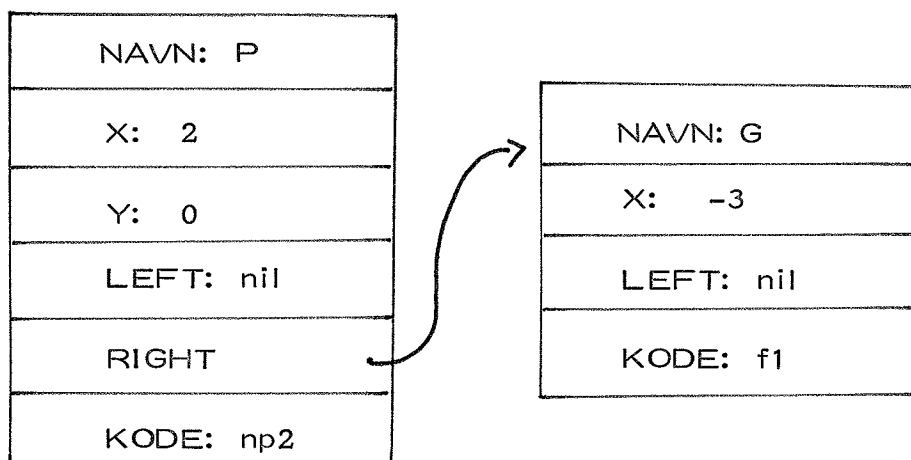 NAVN: P
X: 2
Y: 0
LEFT: nil
RIGHT
KODE: np2
NAVN: G
X: -3
LEFT: nil
KODE: f1